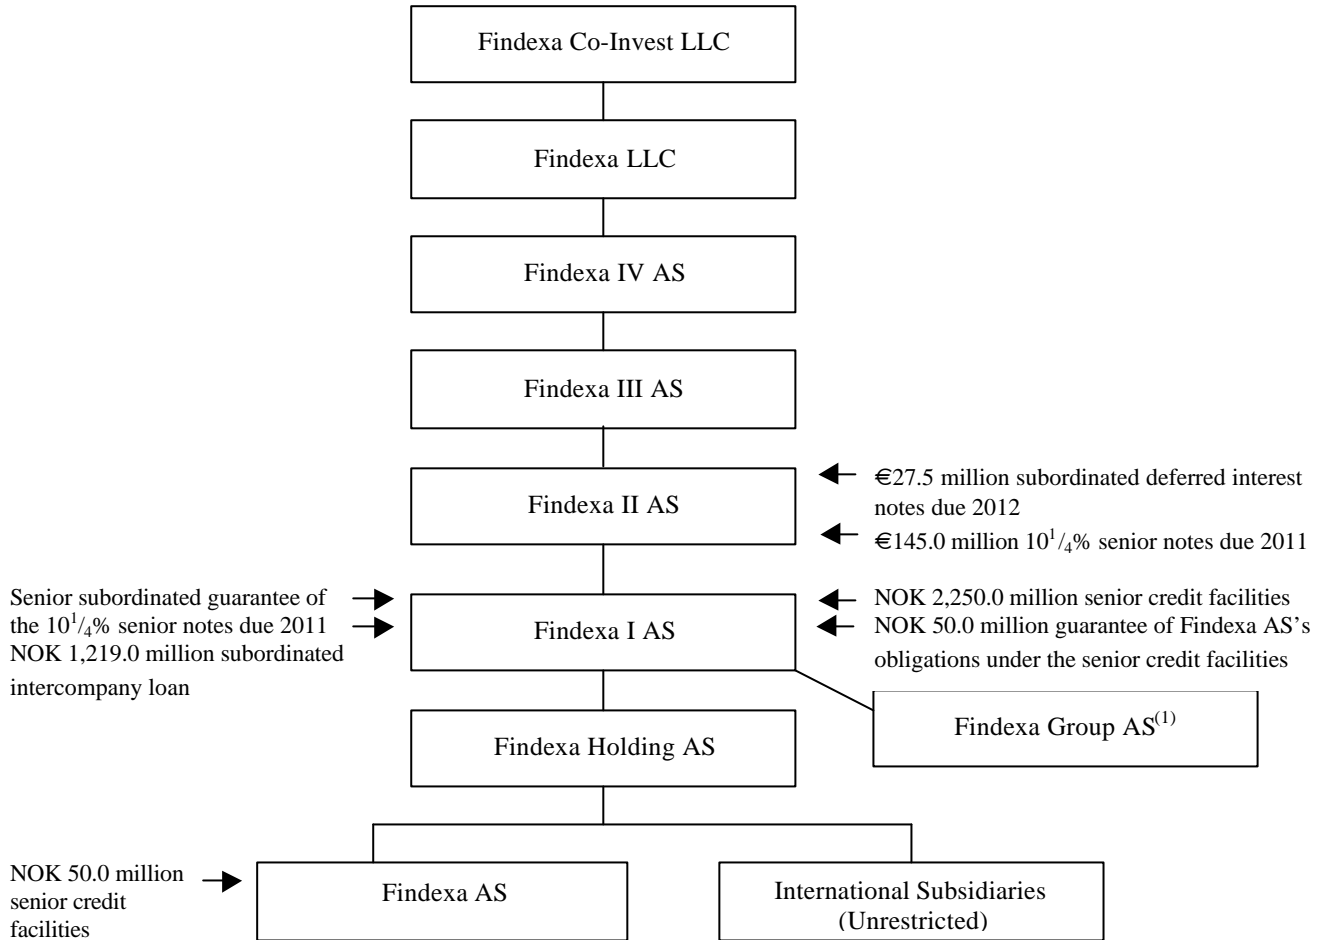 Findexa Co-Invest LLC
Findexa LLC
Findexa IV AS
Findexa III AS
Findexa II AS
€27.5 million subordinated deferred interest
notes due 2012
€145.0 million 10 1/4% senior notes due 2011
Senior subordinated guarantee of
the 10 1/4% senior notes due 2011
NOK 1,219.0 million subordinated
intercompany loan
Findexa I AS
NOK 2,250.0 million senior credit facilities
NOK 50.0 million guarantee of Findexa AS's
obligations under the senior credit facilities
Findexa Group AS(1)
Findexa Holding AS
NOK 50.0 million
senior credit
facilities
Findexa AS
International Subsidiaries
(Unrestricted)